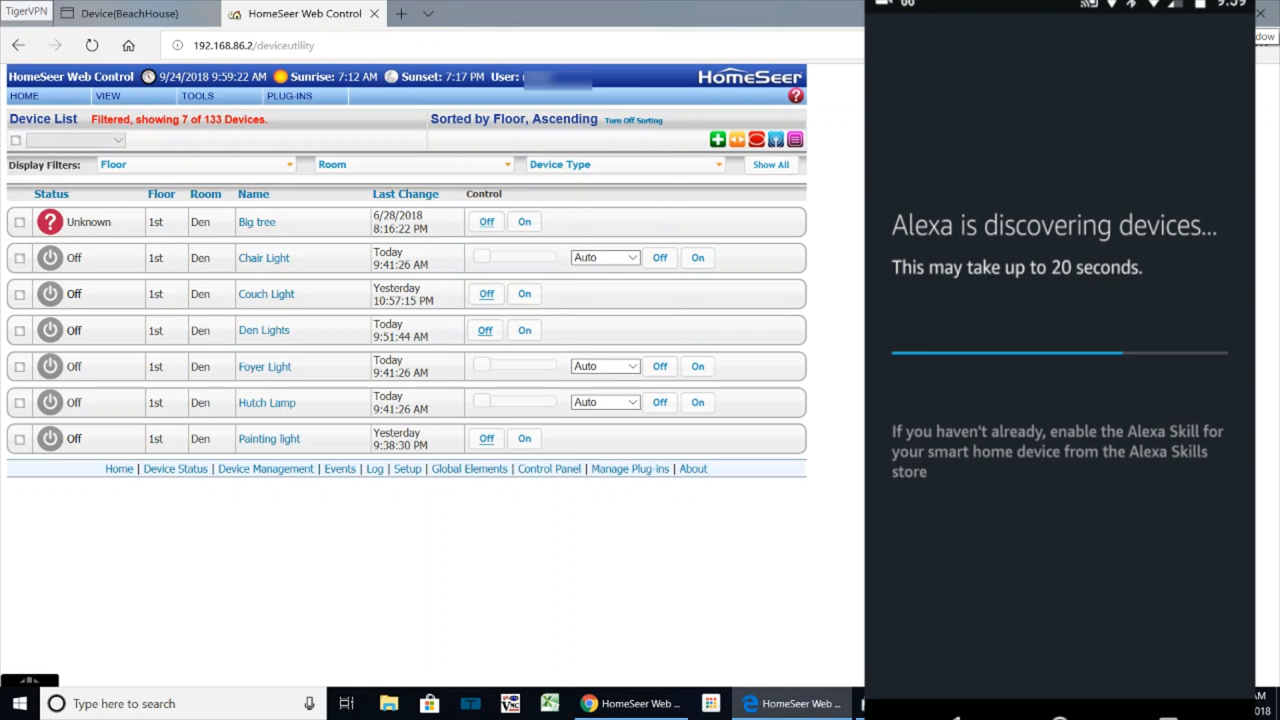 TigerVPN
Device(BeachHouse)
HomeSeer Web Control
192.168.86.2/deviceutility
HomeSeer Web Control 9/24/2018 9:59:22 AM Sunrise: 7:12 AM Sunset: 7:17 PM User:
HomeSeer
HOME VIEW TOOLS PLUG-INS
Device List Filtered, showing 7 of 133 Devices. Sorted by Floor, Ascending Turn Off Sorting
Display Filters: Floor Room Device Type Show All
Status Floor Room Name Last Change Control
Unknown 1st Den Big tree 6/28/2018 8:16:22 PM Off On
Off 1st Den Chair Light Today 9:41:26 AM Auto Off On
Off 1st Den Couch Light Yesterday 10:57:15 PM Off On
Off 1st Den Den Lights Today 9:51:44 AM Off On
Off 1st Den Foyer Light Today 9:41:26 AM Auto Off On
Off 1st Den Hutch Lamp Today 9:41:26 AM Auto Off On
Off 1st Den Painting light Yesterday 9:38:30 PM Off On
Home | Device Status | Device Management | Events | Log | Setup | Global Elements | Control Panel | Manage Plug-ins | About
9:59
Alexa is discovering devices...
This may take up to 20 seconds.
If you haven't already, enable the Alexa Skill for
your smart home device from the Alexa Skills
store
dow
Type here to search
HomeSeer Web ...
HomeSeer Web ...
AM
2018